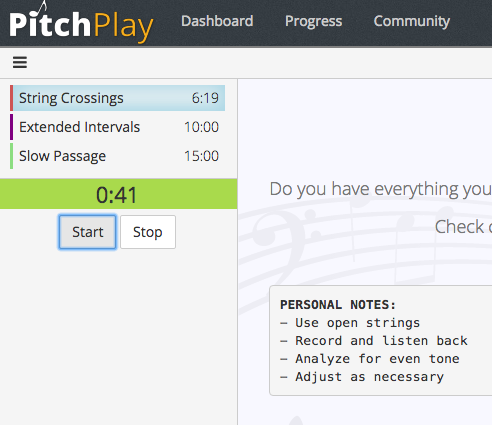 PitchPlay Dashboard Progress Community
String Crossings 6:19
Extended Intervals 10:00
Slow Passage 15:00
0:41
Start Stop
Do you have everything you
Check
PERSONAL NOTES:
– Use open strings
– Record and listen back
– Analyze for even tone
– Adjust as necessary